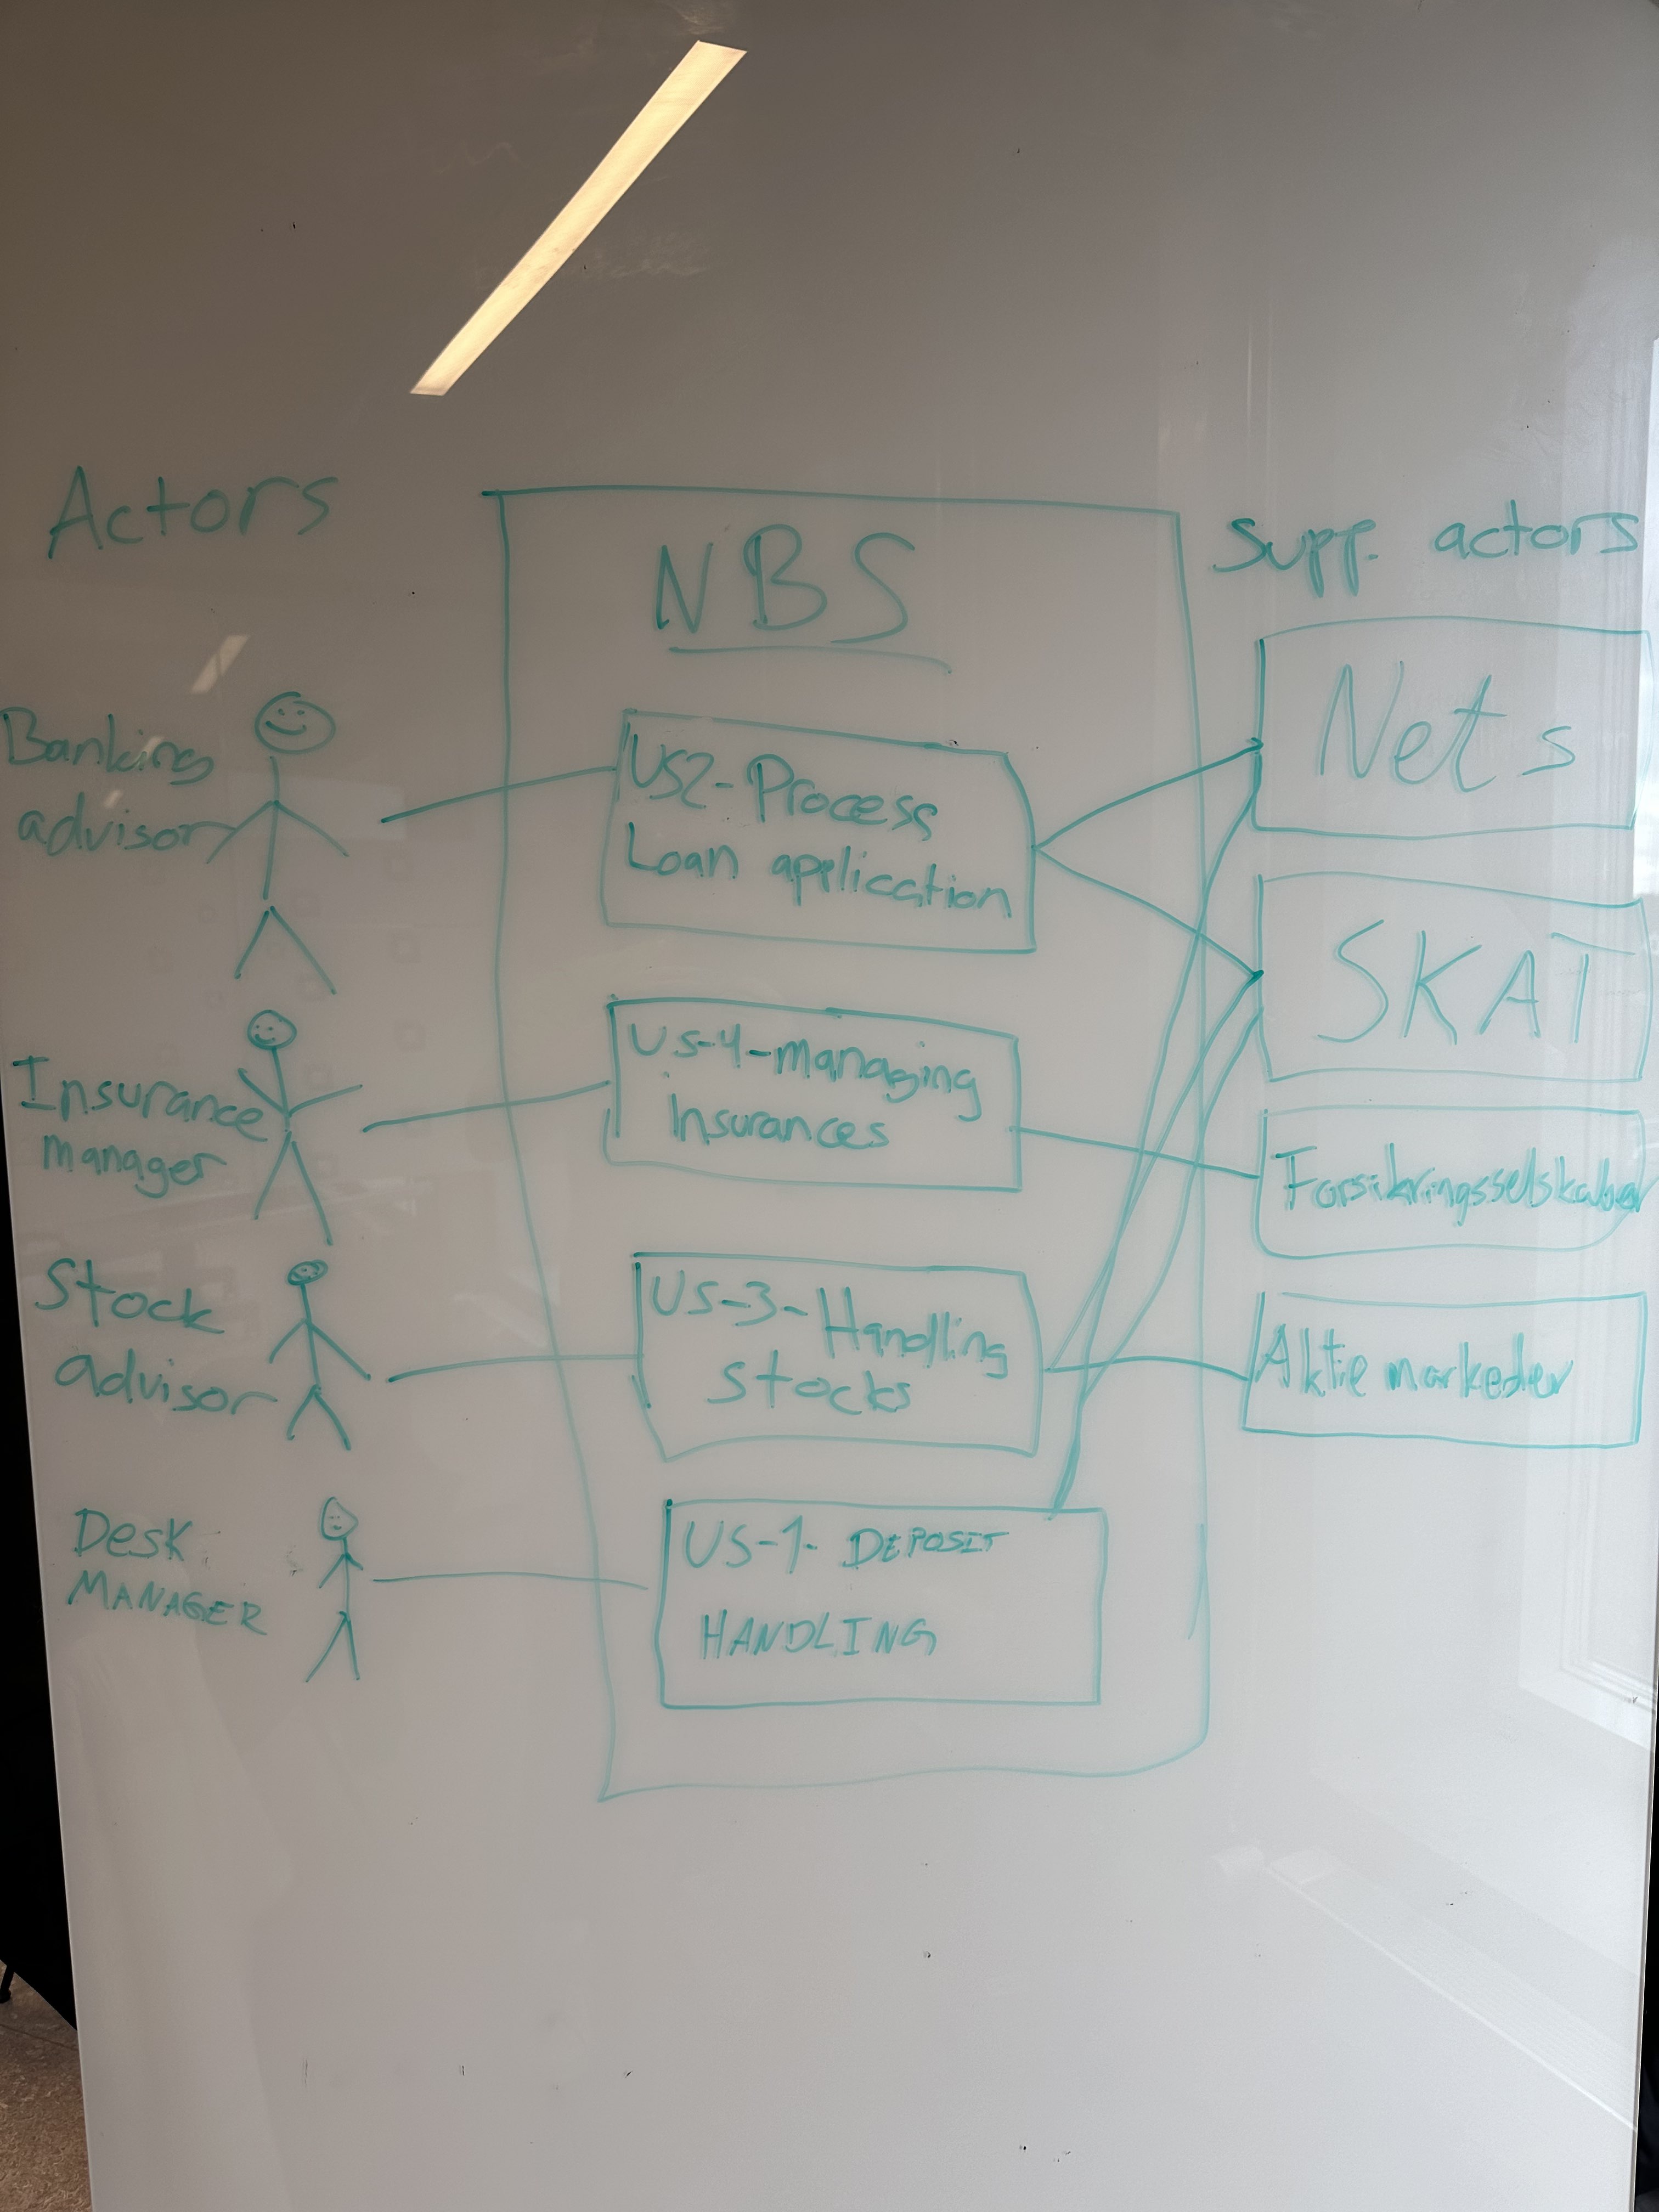 Actors
NBS
Supp. actors
Banking
advisor
US2-Process
Loan application
Nets
SKAT
Insurance
manager
US-4-managing
Insurances
Forsikringsselskaber
Stock
advisor
US-3-Handling
Stocks
Aktie markeder
DESK
MANAGER
US-1- DEPOSIT
HANDLING